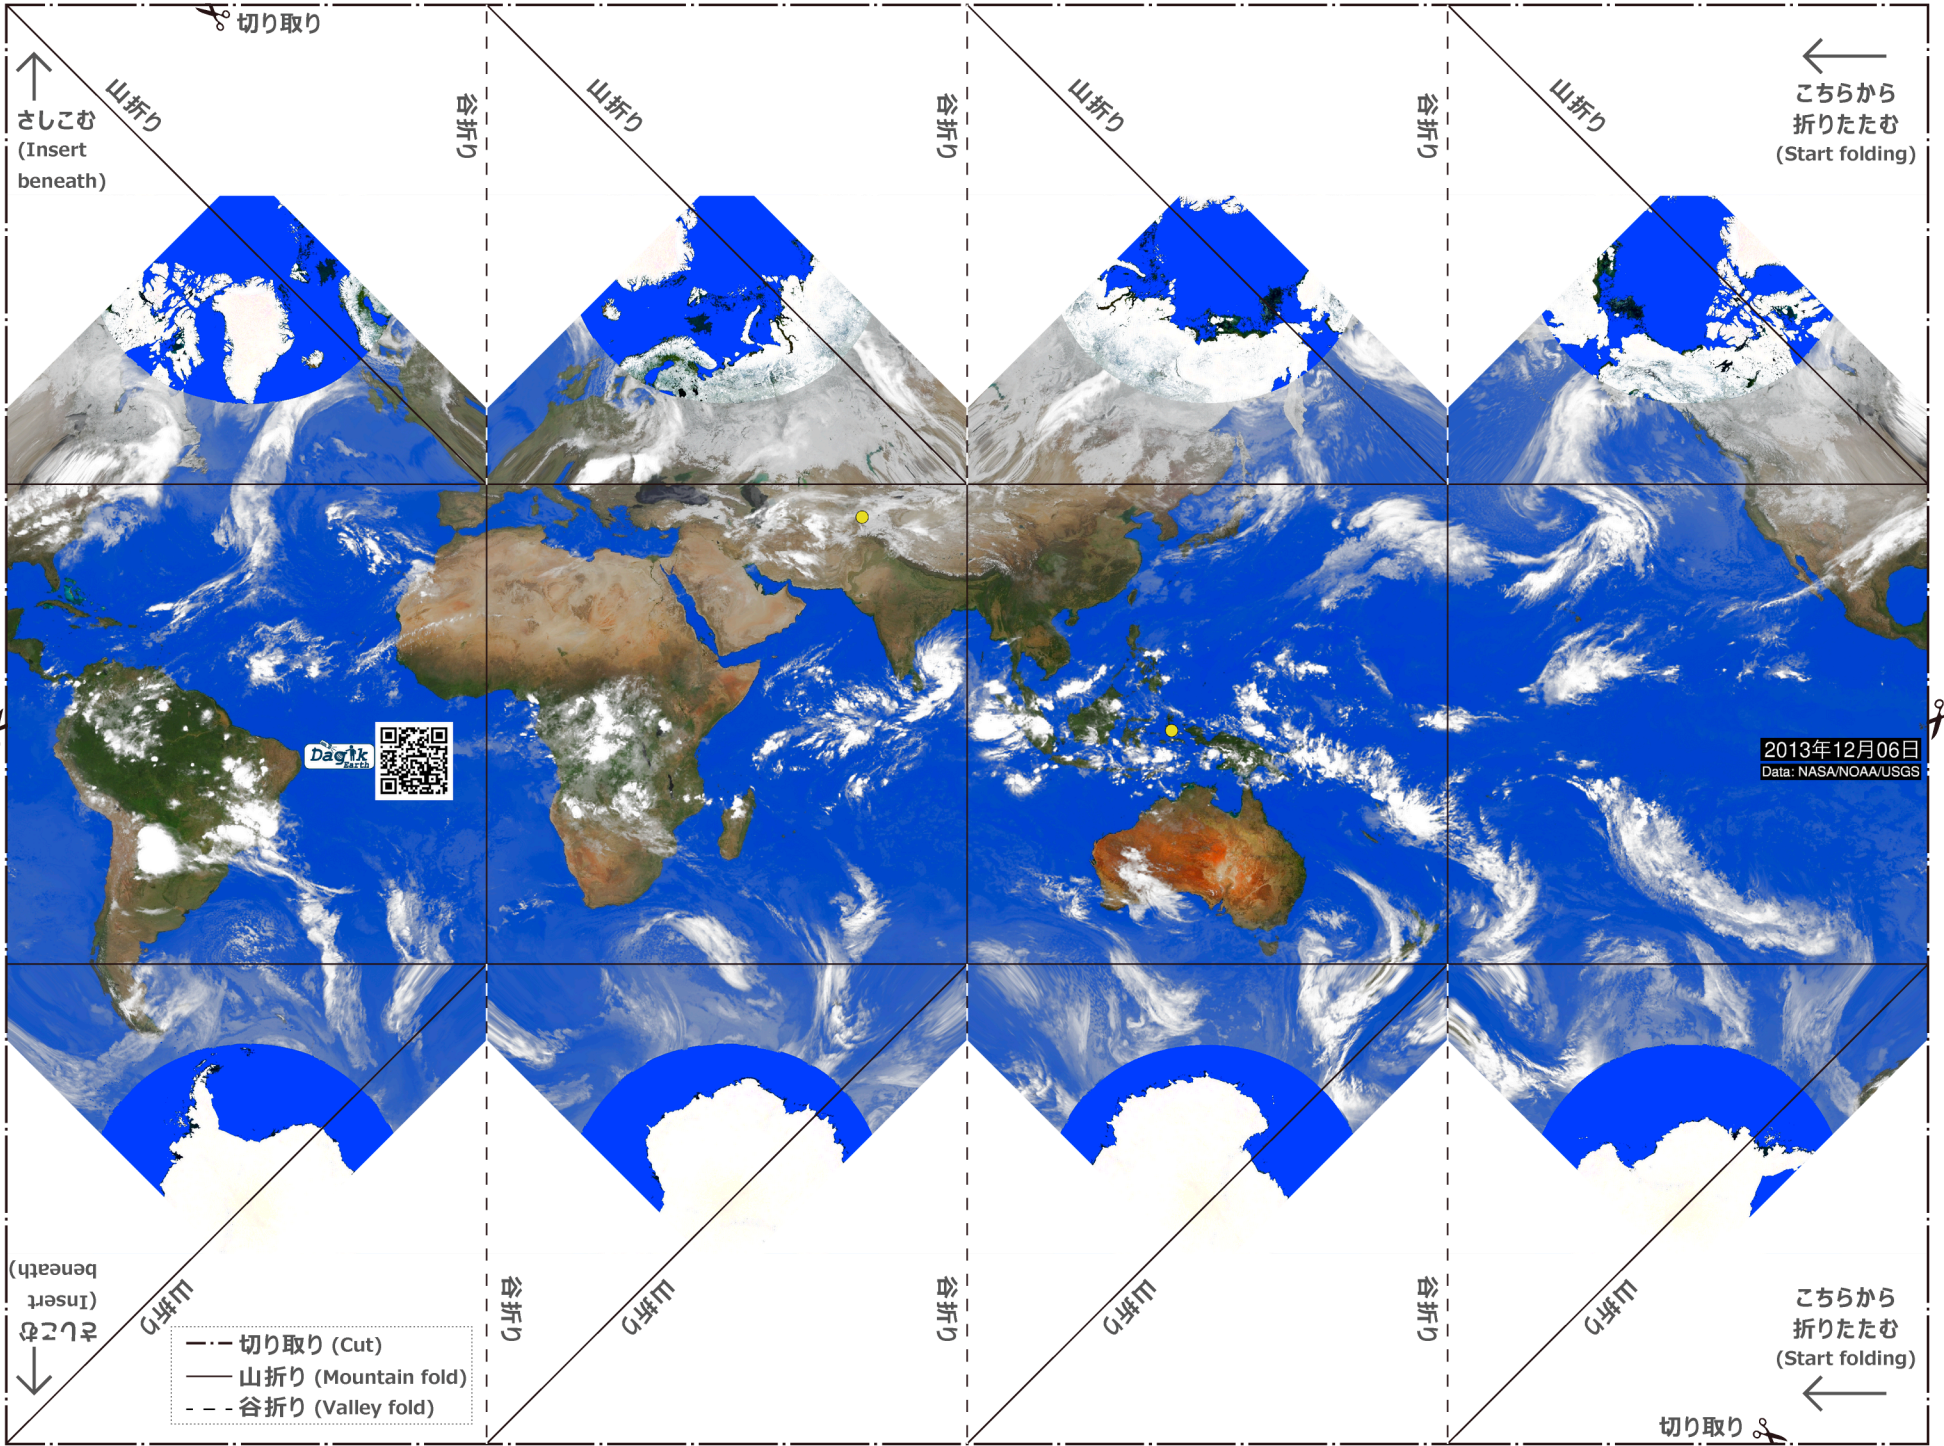 切り取り
山折り
谷折り
山折り
谷折り
山折り
谷折り
山折り
さしこむ
(Insert
beneath)
こちらから
折りたたむ
(Start folding)
Dagik
Earth
2013年12月06日
Data: NASA/NOAA/USGS
さしこむ
(Insert
beneath)
山折り
谷折り
山折り
谷折り
山折り
谷折り
山折り
こちらから
折りたたむ
(Start folding)
切り取り (Cut)
山折り (Mountain fold)
谷折り (Valley fold)
切り取り